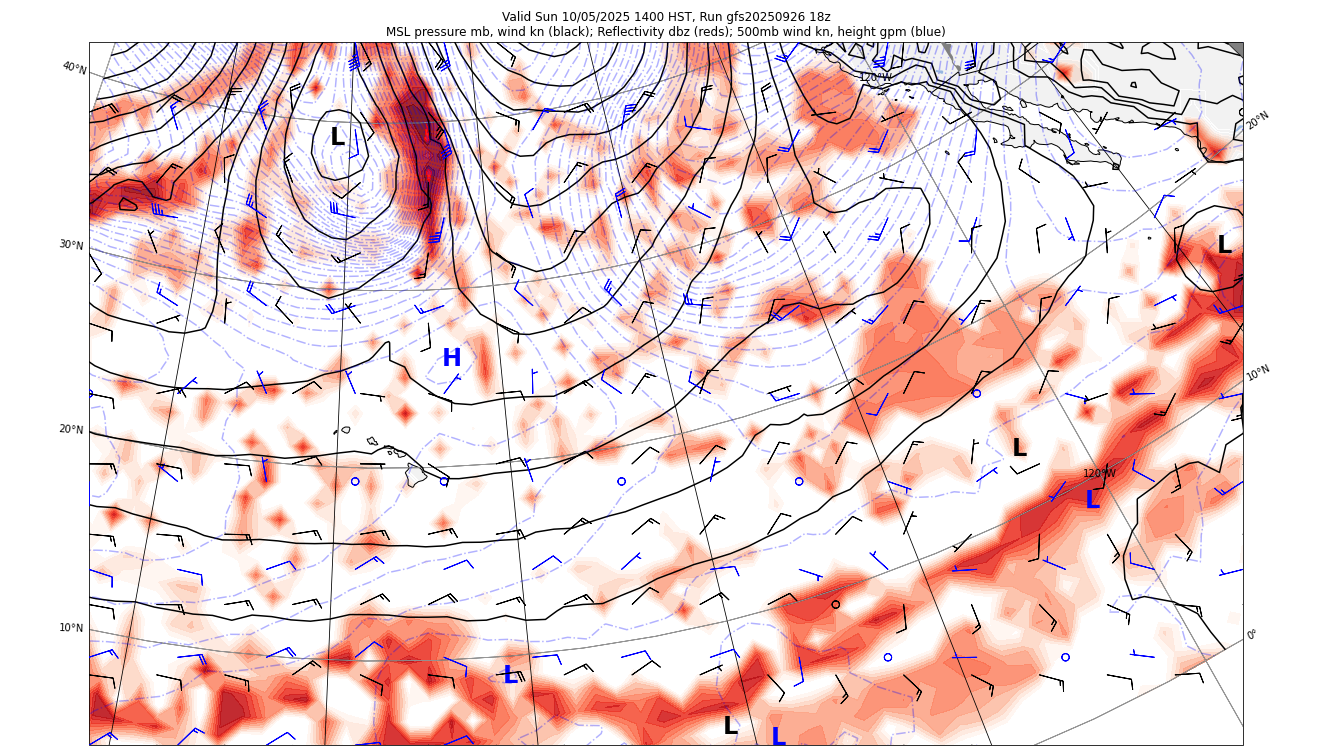 Valid Sun 10/05/2025 1400 HST, Run gfs20250926 18z
MSL pressure mb, wind kn (black); Reflectivity dbz (reds); 500mb wind kn, height gpm (blue)
40°N
120°W
20°N
L
30°N
L
H
10°N
20°N
L
120°W
L
10°N
0°
L
L
L